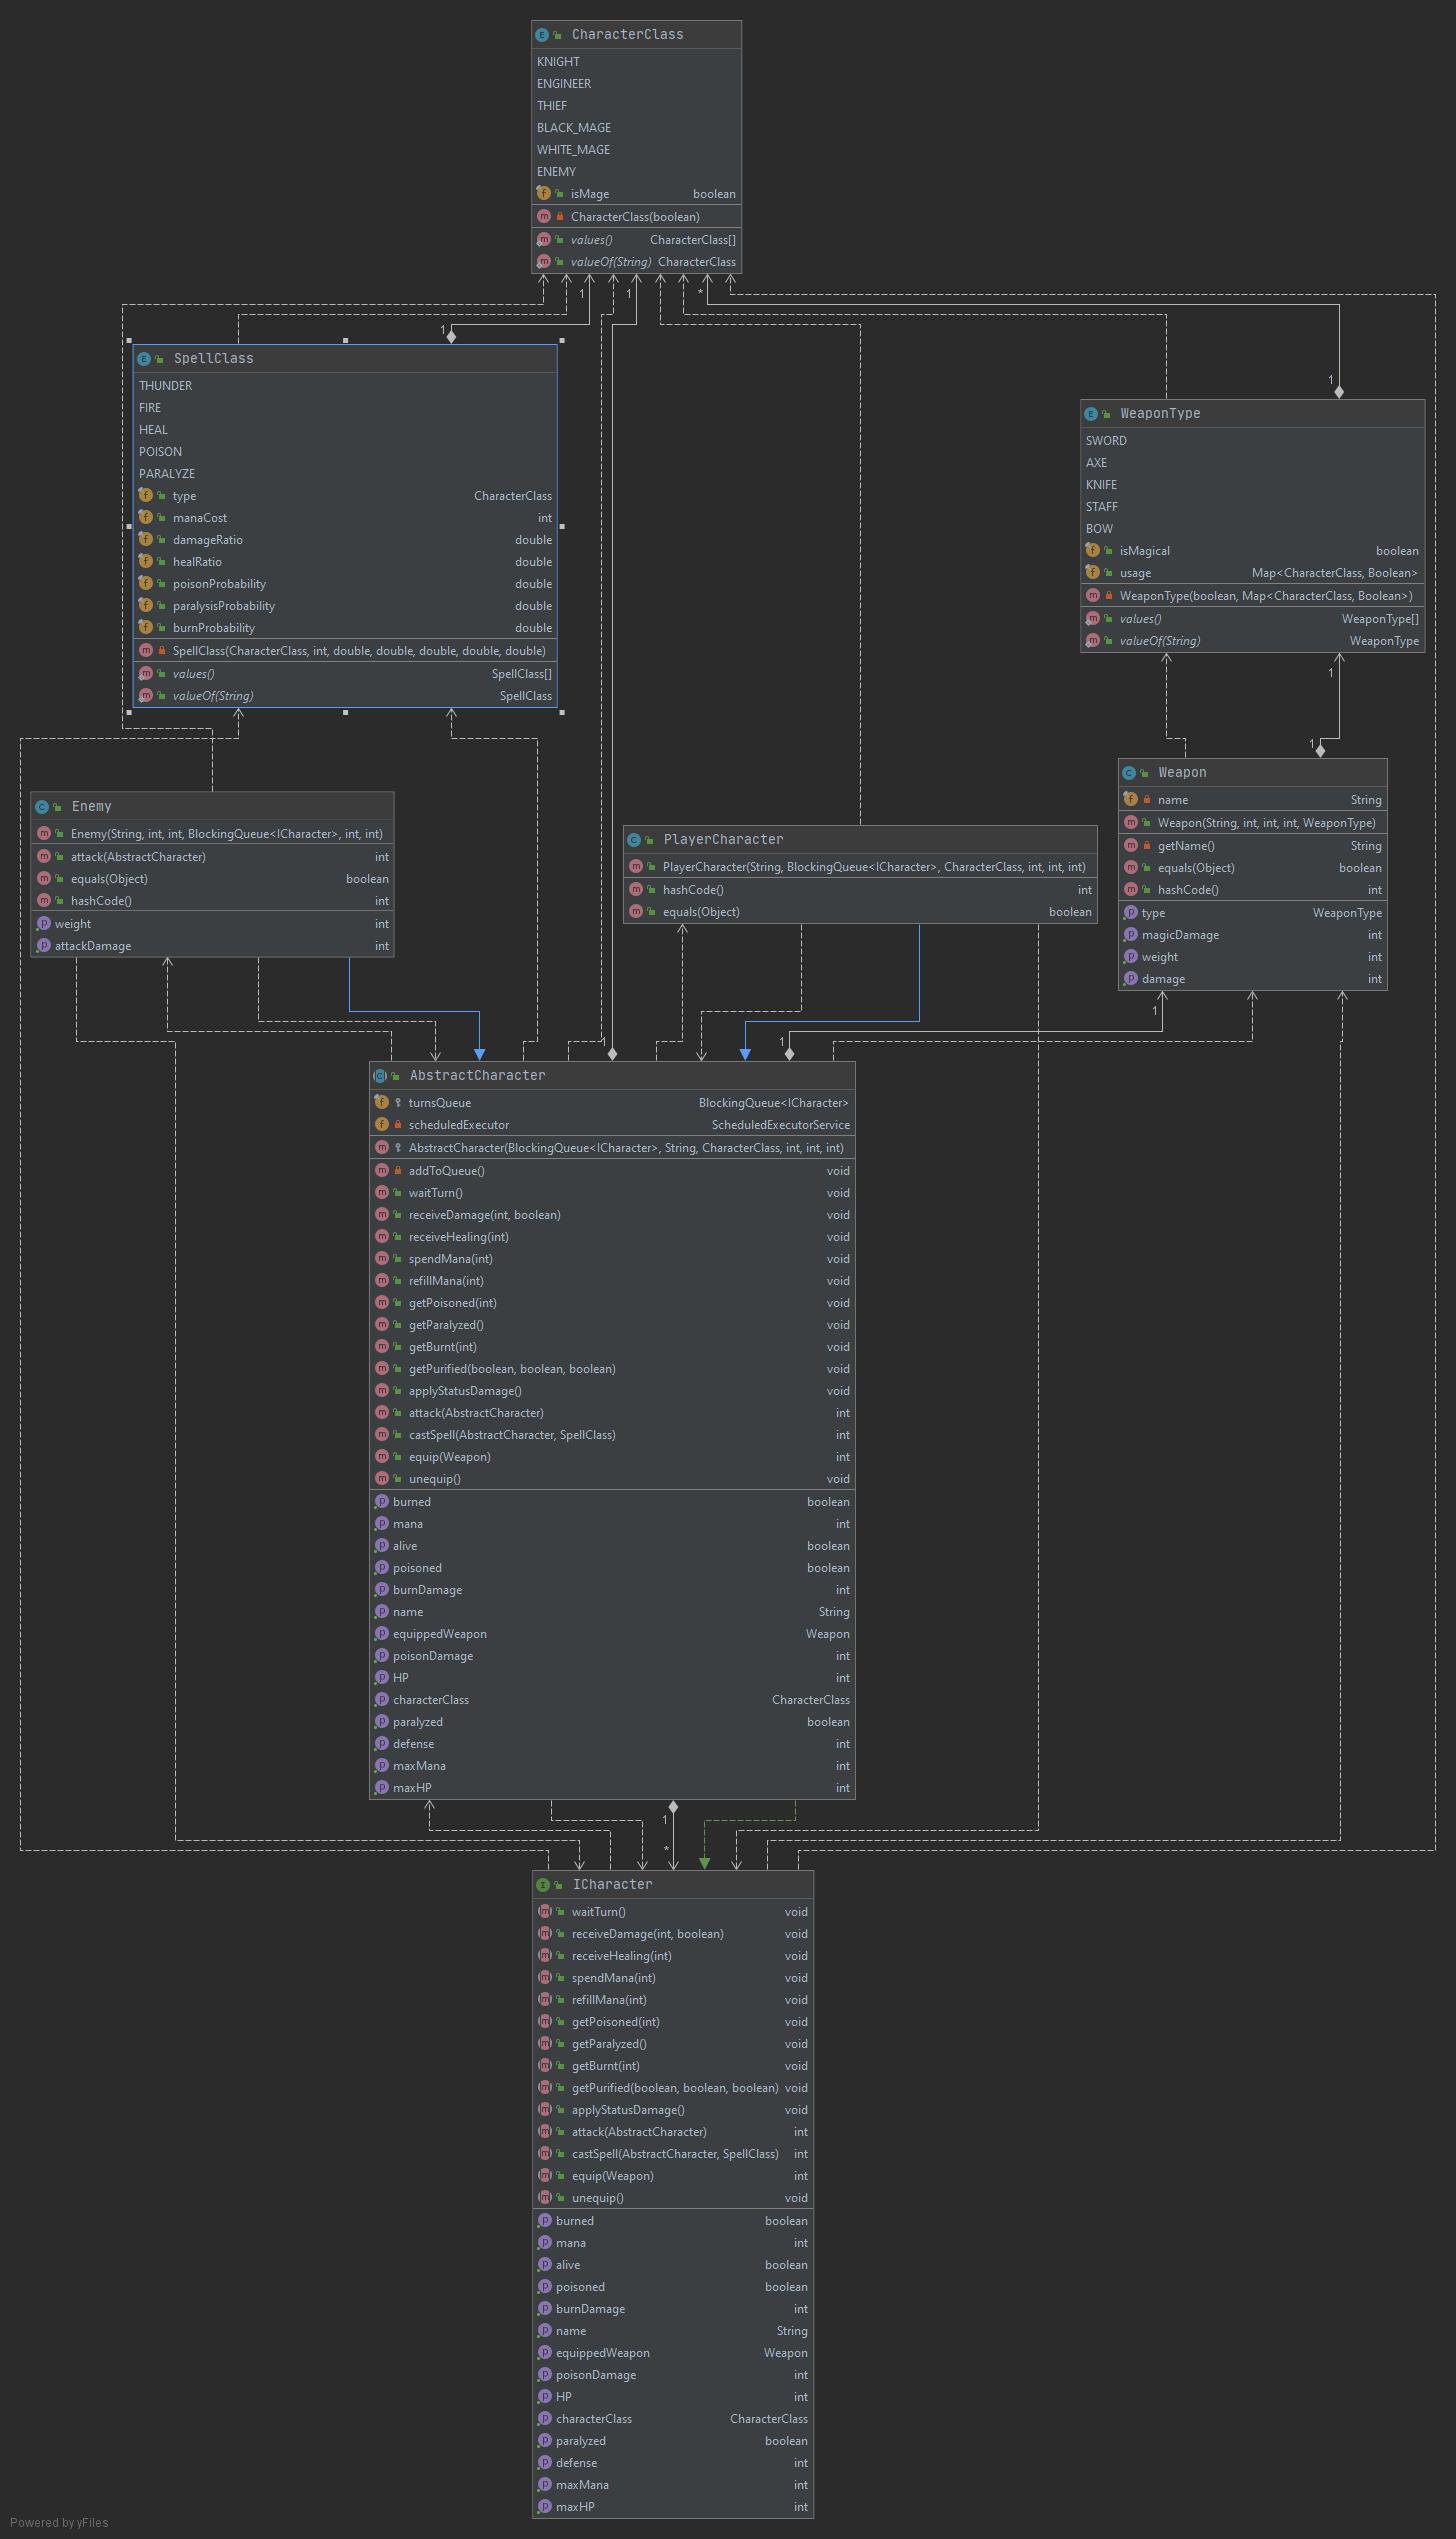 CharacterClass
KNIGHT
ENGINEER
THIEF
BLACK_MAGE
WHITE_MAGE
ENEMY
isMage boolean
CharacterClass(boolean)
values() CharacterClass[]
valueOf(String) CharacterClass
1
1
*
1
1
SpellClass
THUNDER
FIRE
HEAL
POISON
PARALYZE
type CharacterClass
manaCost int
damageRatio double
healRatio double
poisonProbability double
paralysisProbability double
burnProbability double
SpellClass(CharacterClass, int, double, double, double, double, double)
values() SpellClass[]
valueOf(String) SpellClass
WeaponType
SWORD
AXE
KNIFE
STAFF
BOW
isMagical boolean
usage Map<CharacterClass, Boolean>
WeaponType(boolean, Map<CharacterClass, Boolean>)
values() WeaponType[]
valueOf(String) WeaponType
1
1
Weapon
name String
Weapon(String, int, int, int, WeaponType)
getName() String
equals(Object) boolean
hashCode() int
type WeaponType
magicDamage int
weight int
damage int
Enemy
Enemy(String, int, int, BlockingQueue<ICharacter>, int, int)
attack(AbstractCharacter) int
equals(Object) boolean
hashCode() int
weight int
attackDamage int
PlayerCharacter
PlayerCharacter(String, BlockingQueue<ICharacter>, CharacterClass, int, int, int)
hashCode() int
equals(Object) boolean
1
1
1
AbstractCharacter
turnsQueue BlockingQueue<ICharacter>
scheduledExecutor ScheduledExecutorService
AbstractCharacter(BlockingQueue<ICharacter>, String, CharacterClass, int, int, int)
addToQueue() void
waitTurn() void
receiveDamage(int, boolean) void
receiveHealing(int) void
spendMana(int) void
refillMana(int) void
getPoisoned(int) void
getParalyzed() void
getBurnt(int) void
getPurified(boolean, boolean, boolean) void
applyStatusDamage() void
attack(AbstractCharacter) int
castSpell(AbstractCharacter, SpellClass) int
equip(Weapon) int
unequip() void
burned boolean
mana int
alive boolean
poisoned boolean
burnDamage int
name String
equippedWeapon Weapon
poisonDamage int
HP int
characterClass CharacterClass
paralyzed boolean
defense int
maxMana int
maxHP int
1
*
ICharacter
waitTurn() void
receiveDamage(int, boolean) void
receiveHealing(int) void
spendMana(int) void
refillMana(int) void
getPoisoned(int) void
getParalyzed() void
getBurnt(int) void
getPurified(boolean, boolean, boolean) void
applyStatusDamage() void
attack(AbstractCharacter) int
castSpell(AbstractCharacter, SpellClass) int
equip(Weapon) int
unequip() void
burned boolean
mana int
alive boolean
poisoned boolean
burnDamage int
name String
equippedWeapon Weapon
poisonDamage int
HP int
characterClass CharacterClass
paralyzed boolean
defense int
maxMana int
maxHP int
Powered by yFiles